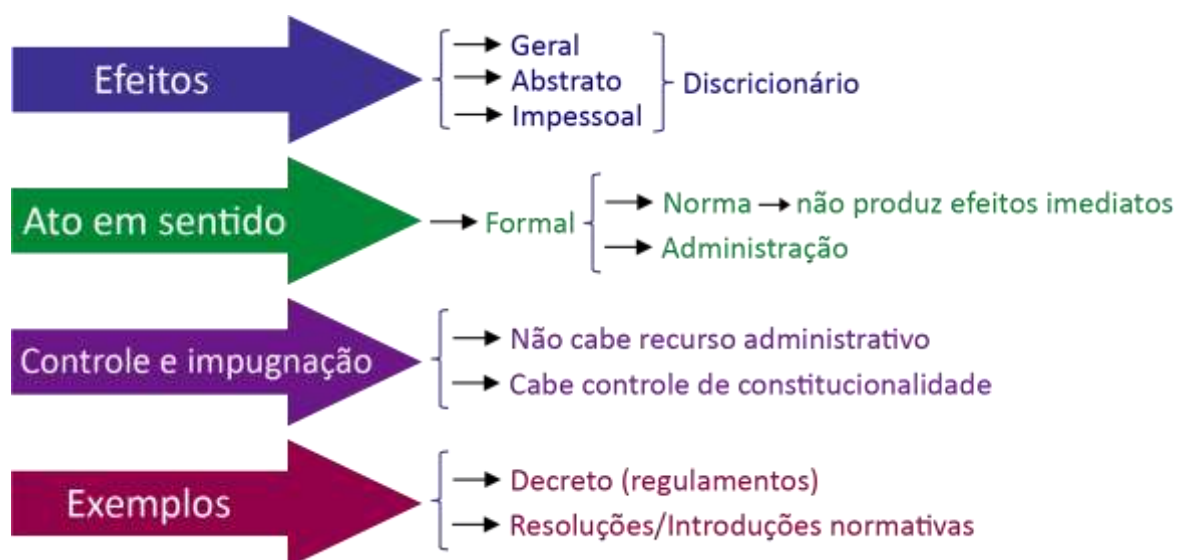 Efeitos
Geral
Abstrato
Impessoal
Discricionário
Ato em sentido
Formal
Norma
não produz efeitos imediatos
Administração
Controle e impugnação
Não cabe recurso administrativo
Cabe controle de constitucionalidade
Exemplos
Decreto (regulamentos)
Resoluções/Introduções normativas